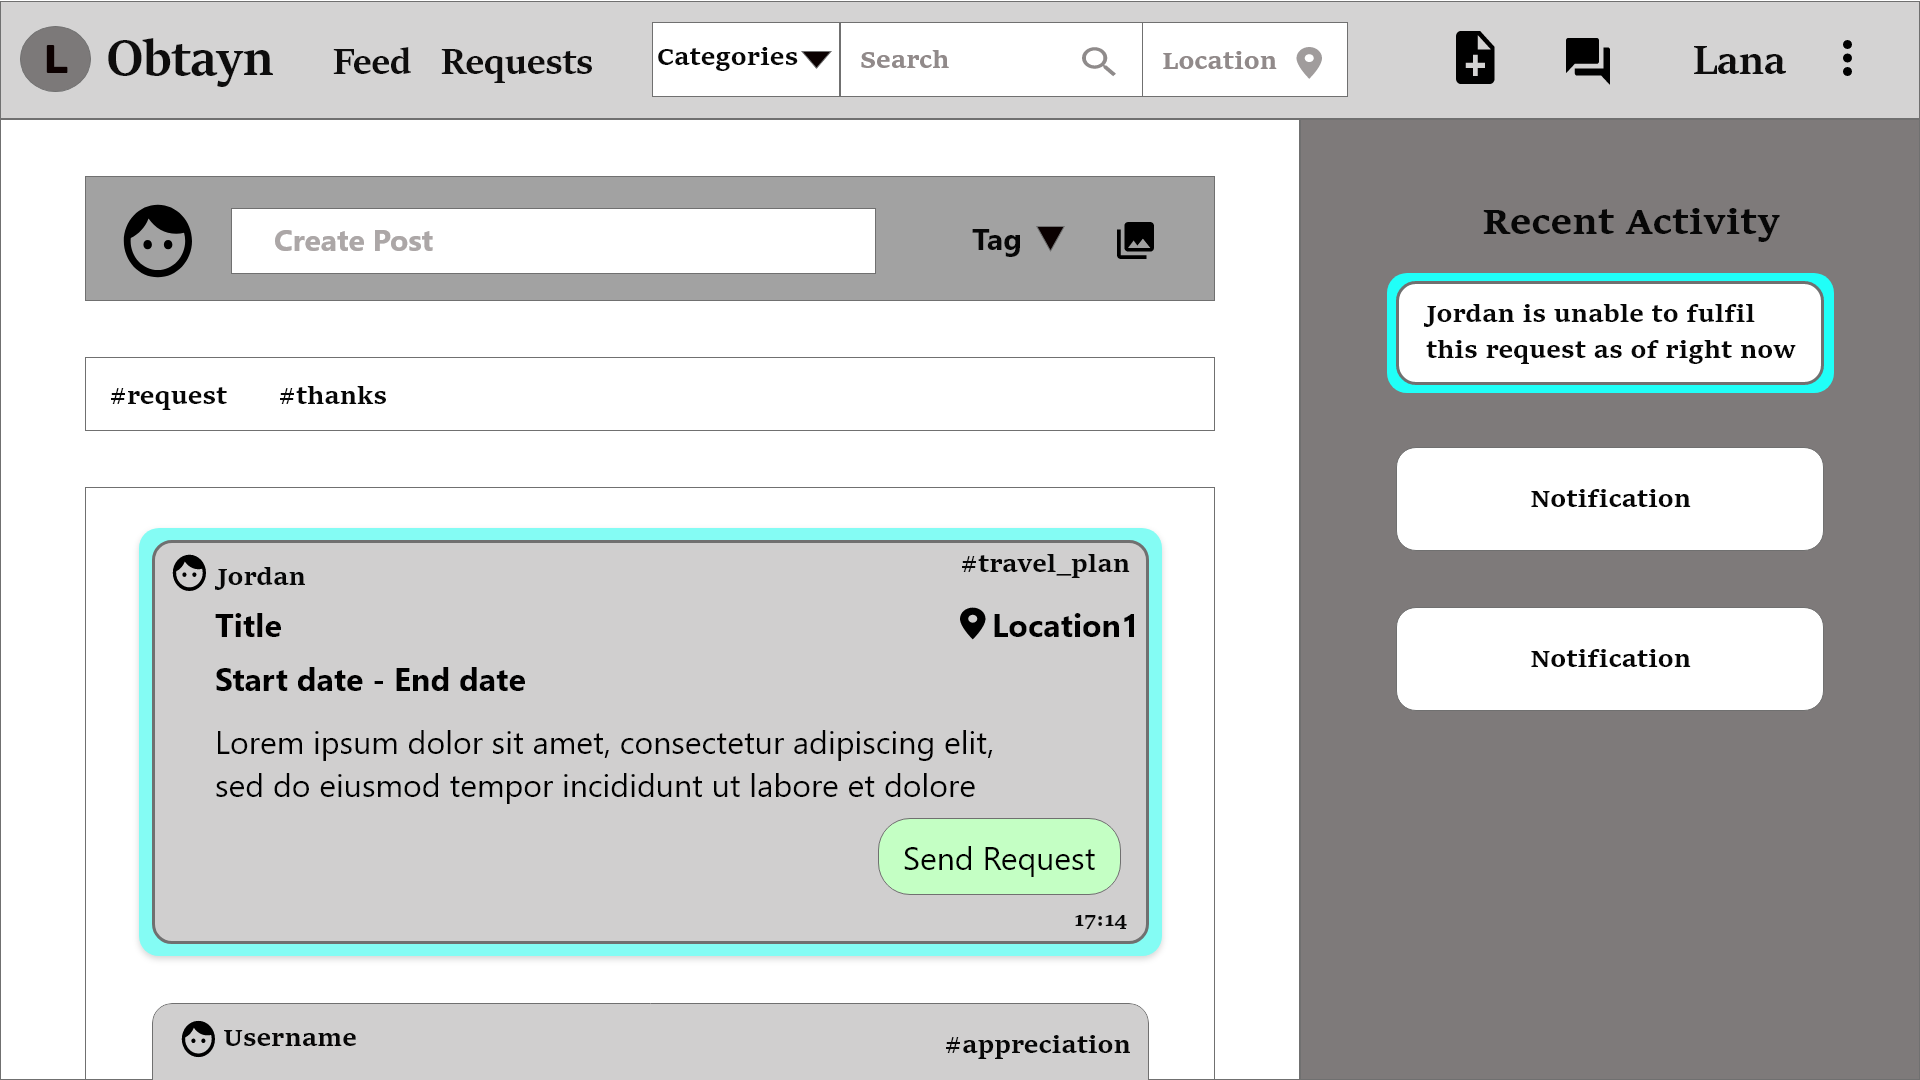 L Obtayn Feed Requests Categories Search Location Lana
Create Post Tag
#request #thanks
Jordan #travel_plan
Title Location1
Start date - End date
Lorem ipsum dolor sit amet, consectetur adipiscing elit,
sed do eiusmod tempor incididunt ut labore et dolore
Send Request
17:14
Username #appreciation
Recent Activity
Jordan is unable to fulfil
this request as of right now
Notification
Notification